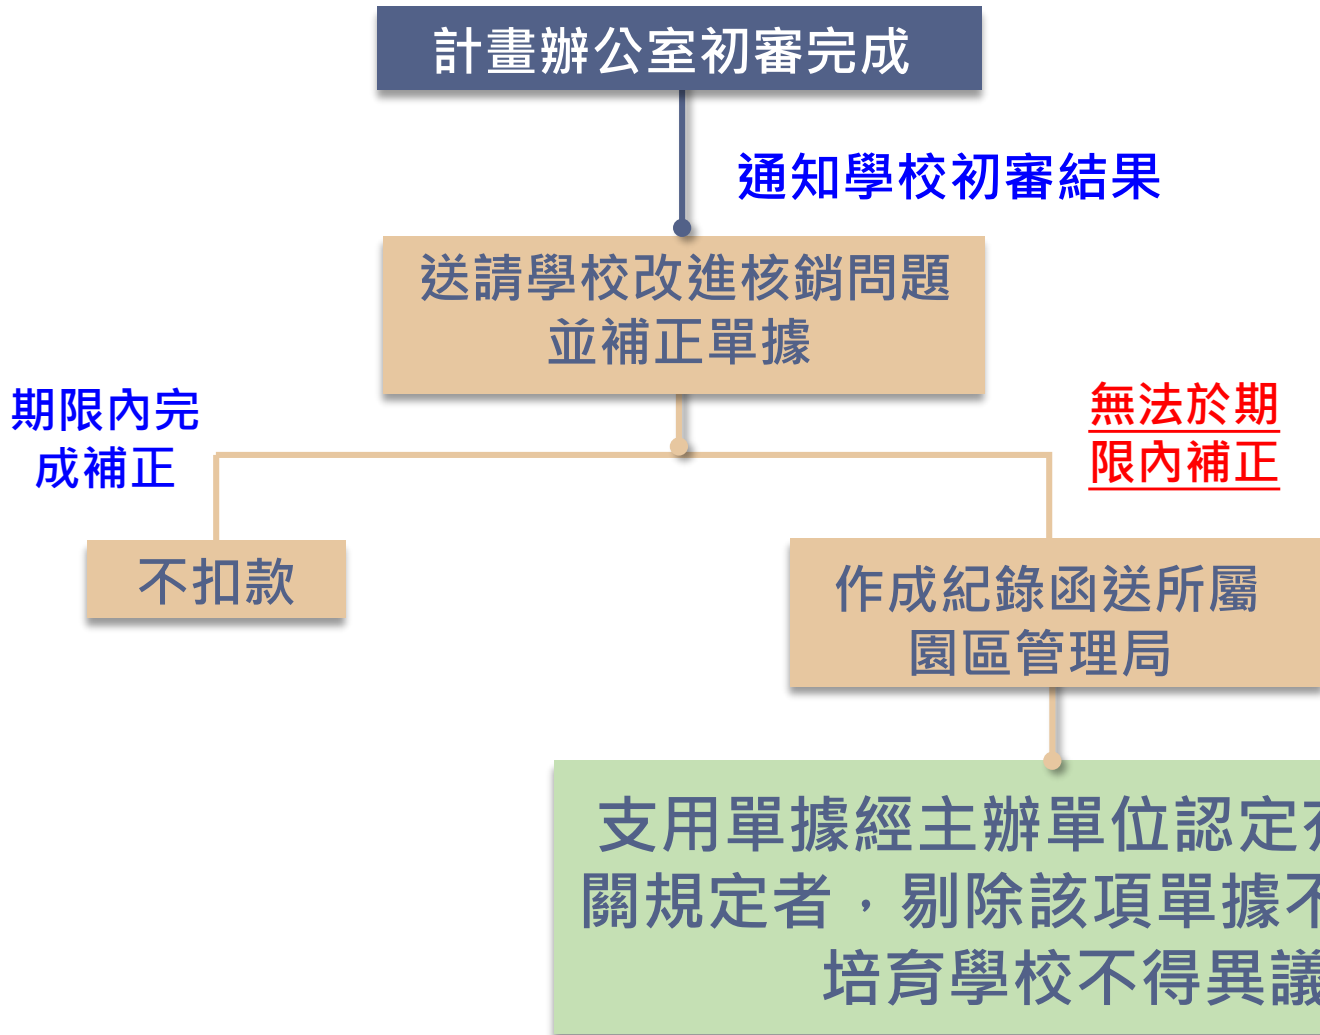 計畫辦公室初審完成
通知學校初審結果
送請學校改進核銷問題
並補正單據
期限內完
成補正
無法於期
限內補正
不扣款
作成紀錄函送所屬
園區管理局
支用單據經主辦單位認定
關規定者，剔除該項單據不
培育學校不得異議